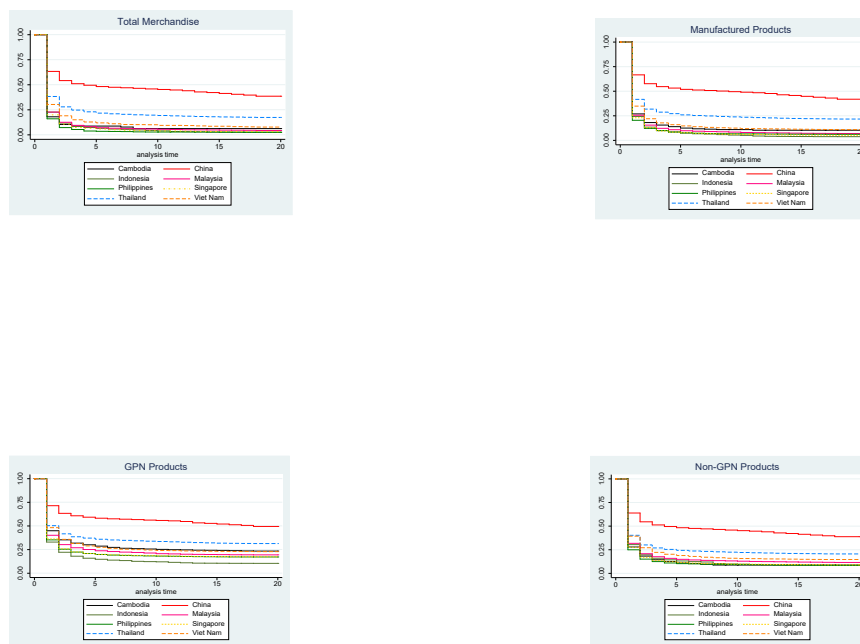 Total Merchandise
1.00
0.75
0.50
0.25
0.00
0 5 10 15 20
analysis time
Cambodia China
Indonesia Malaysia
Philippines Singapore
Thailand Viet Nam
Manufactured Products
1.00
0.75
0.50
0.25
0.00
0 5 10 15 20
analysis time
Cambodia China
Indonesia Malaysia
Philippines Singapore
Thailand Viet Nam
GPN Products
1.00
0.75
0.50
0.25
0.00
0 5 10 15 20
analysis time
Cambodia China
Indonesia Malaysia
Philippines Singapore
Thailand Viet Nam
Non-GPN Products
1.00
0.75
0.50
0.25
0.00
0 5 10 15 20
analysis time
Cambodia China
Indonesia Malaysia
Philippines Singapore
Thailand Viet Nam